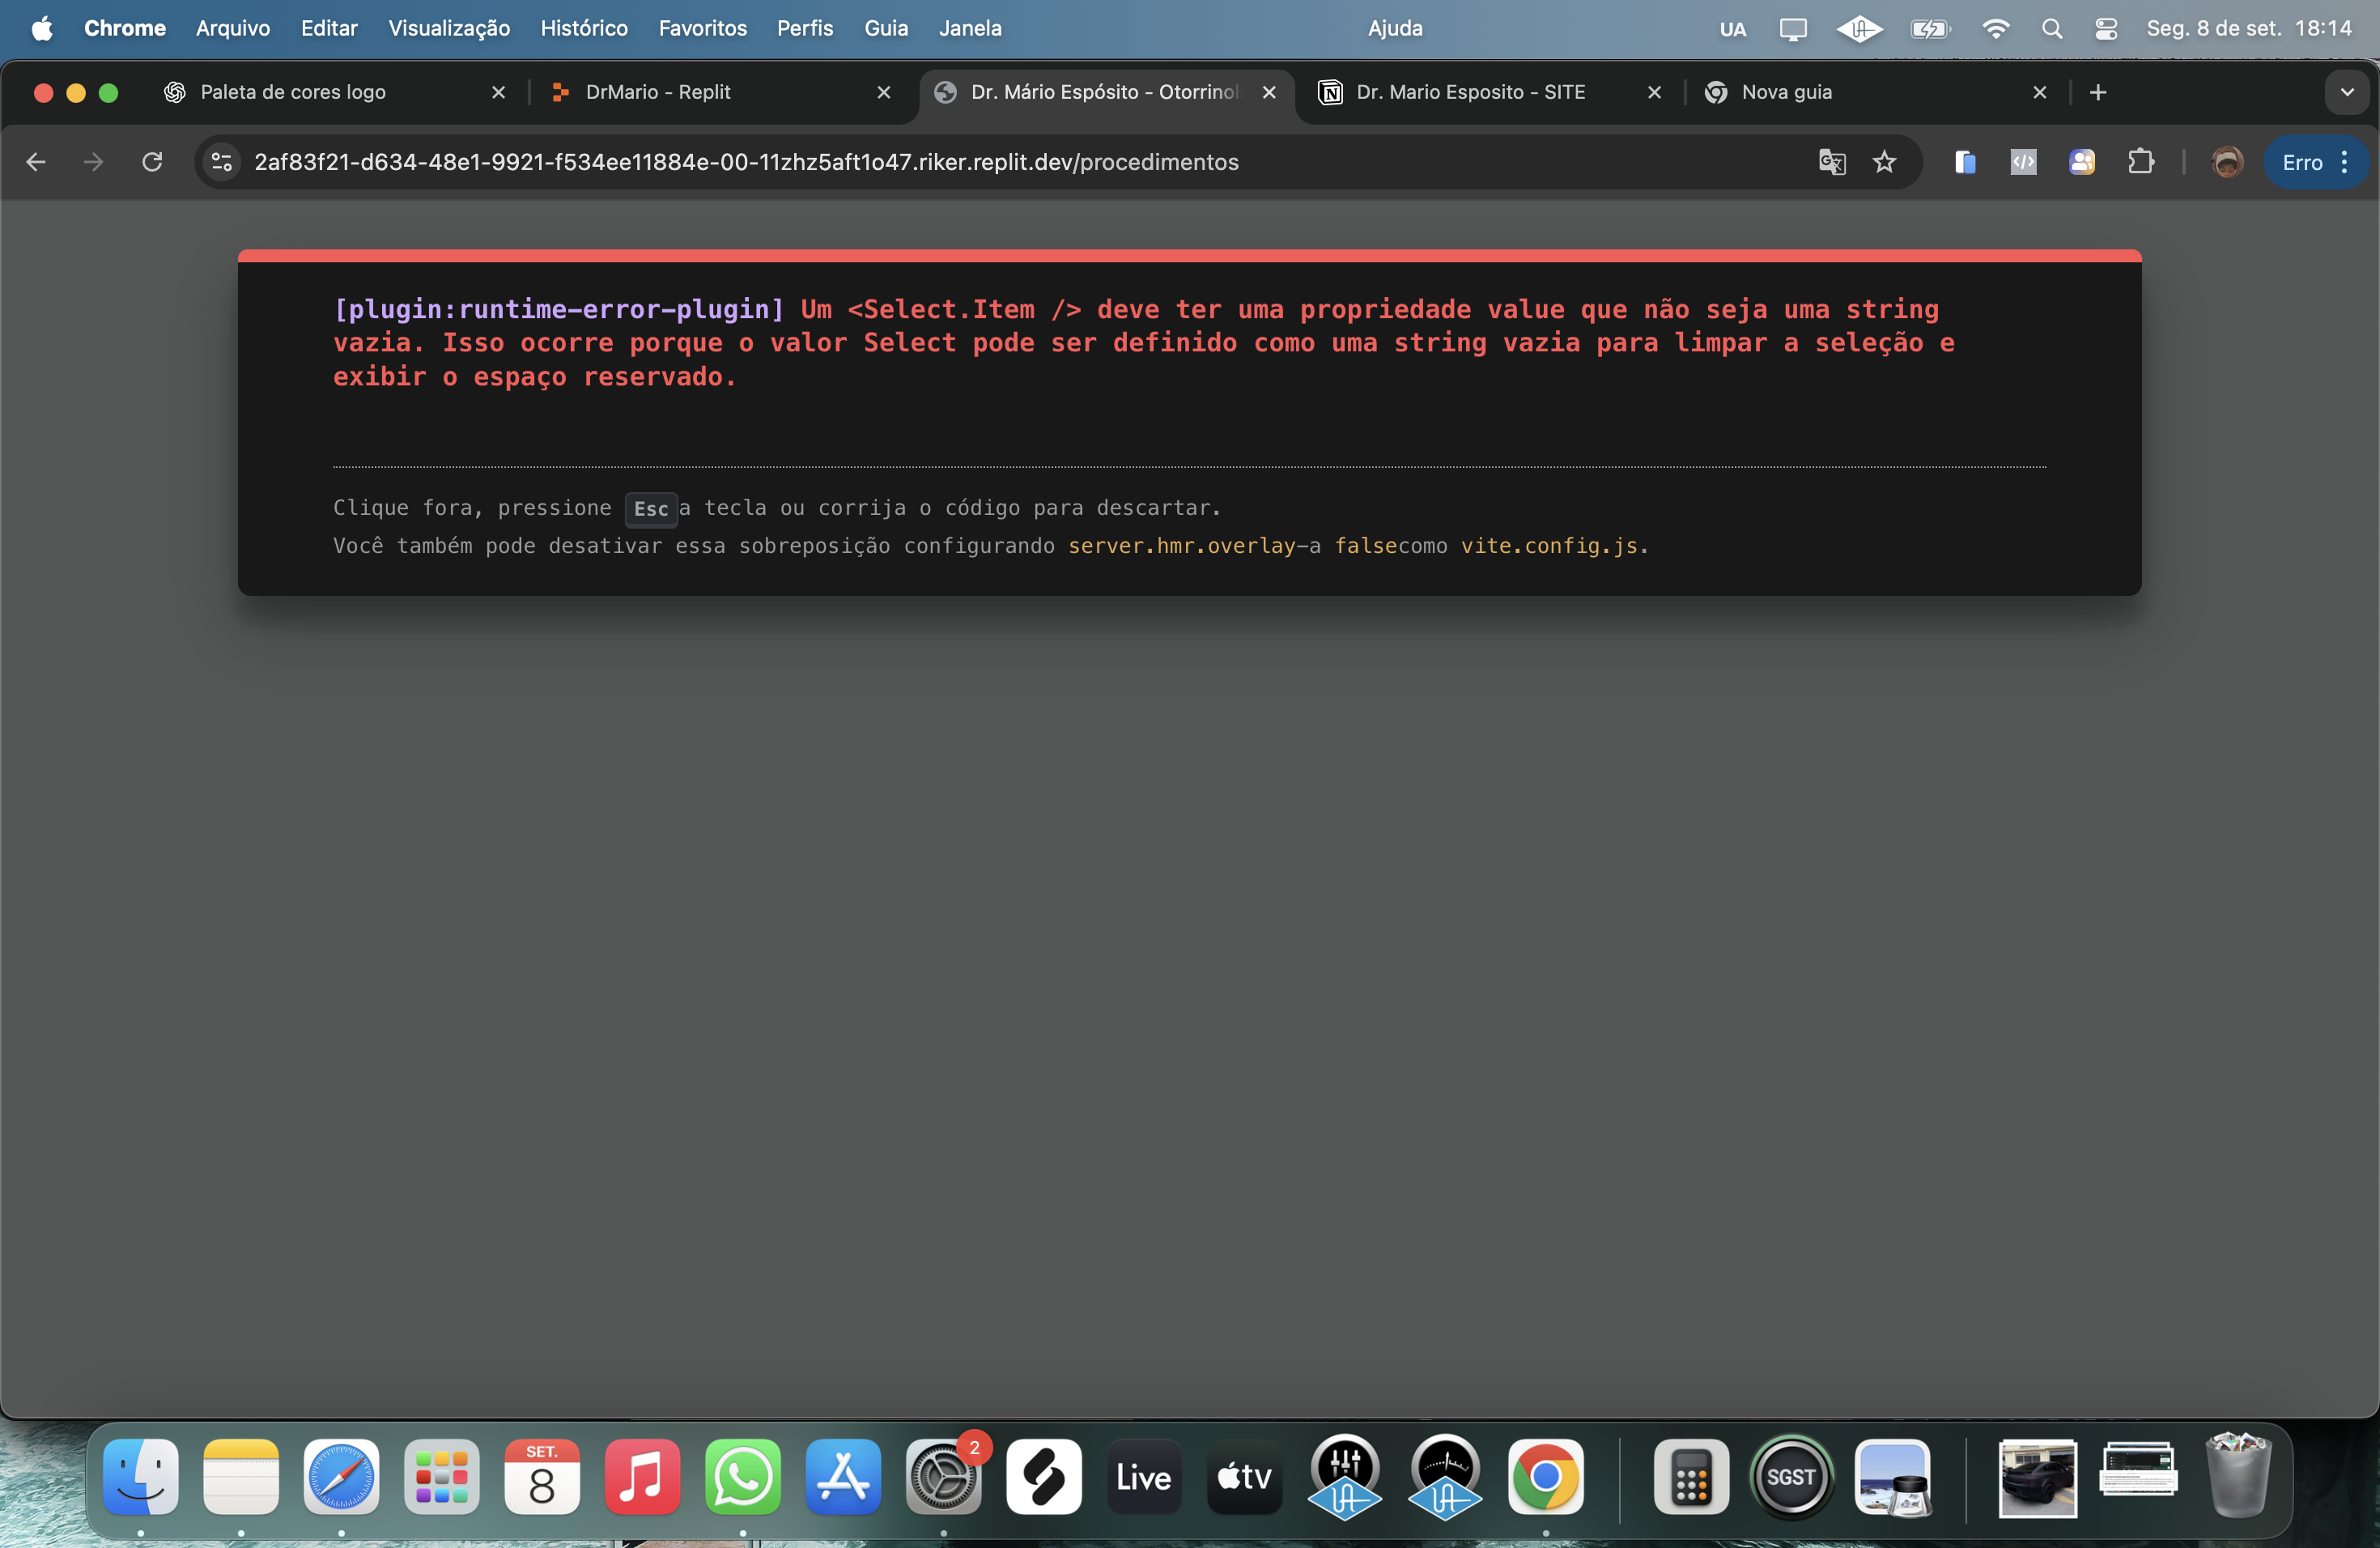 Chrome Arquivo Editar Visualização Histórico Favoritos Perfis Guia Janela Ajuda UA Seg. 8 de set. 18:14
Paleta de cores logo DrMario - Replit Dr. Mário Espósito - Otorrinol Dr. Mario Esposito - SITE Nova guia
2af83f21-d634-48e1-9921-f534ee11884e-00-11zhz5aft1o47.riker.replit.dev/procedimentos Erro
[plugin:runtime-error-plugin] Um <Select.Item /> deve ter uma propriedade value que não seja uma string
vazia. Isso ocorre porque o valor Select pode ser definido como uma string vazia para limpar a seleção e
exibir o espaço reservado.
Clique fora, pressione Esc a tecla ou corrija o código para descartar.
Você também pode desativar essa sobreposição configurando server.hmr.overlay-a falsecomo vite.config.js.
SET.
8
2
Live
tv
SGST